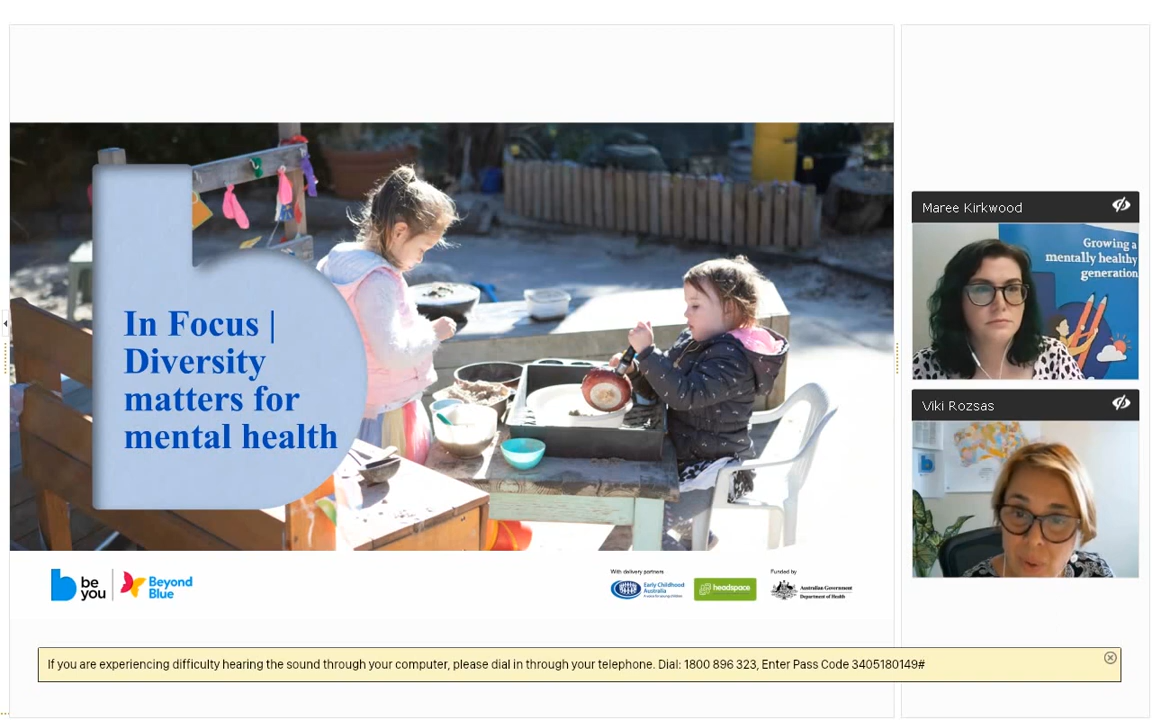 In Focus |
Diversity
matters for
mental health
be
you
Beyond
Blue
With delivery partners
Early Childhood
Australia
headspace
Funded by
Australian Government
Department of Health
Maree Kirkwood
Growing a
mentally healthy
generation
Viki Rozsas
If you are experiencing difficulty hearing the sound through your computer, please dial in through your telephone. Dial: 1800 896 323, Enter Pass Code 3405180149#